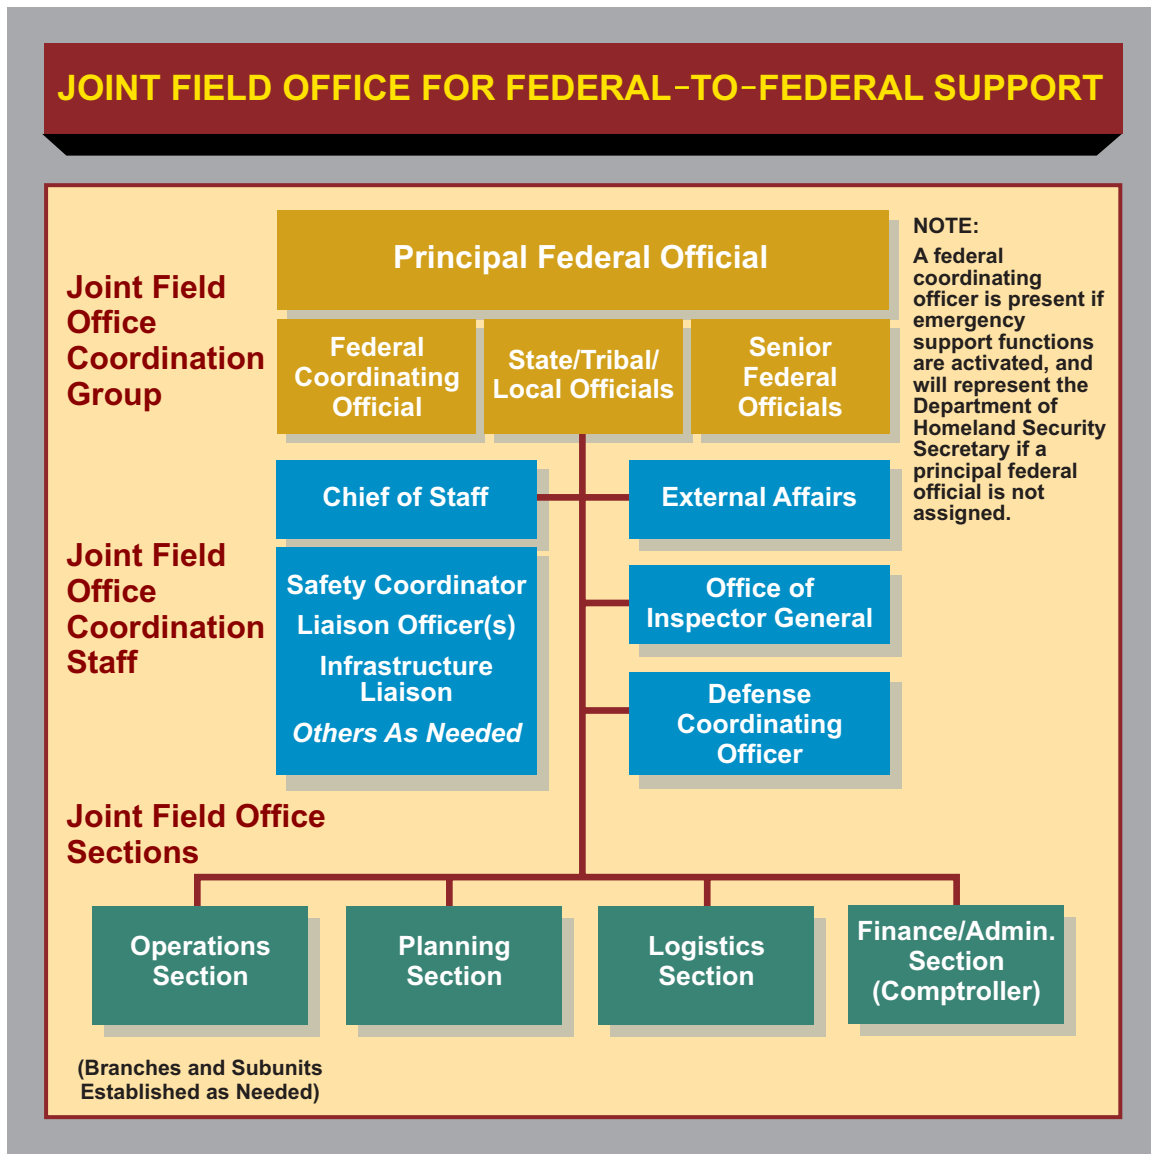 JOINT FIELD OFFICE FOR FEDERAL-TO-FEDERAL SUPPORT
Joint Field
Office
Coordination
Group
Principal Federal Official
Federal
Coordinating
Official
State/Tribal/
Local Officials
Senior
Federal
Officials
NOTE:
A federal
coordinating
officer is present if
emergency
support functions
are activated, and
will represent the
Department of
Homeland Security
Secretary if a
principal federal
official is not
assigned.
Joint Field
Office
Coordination
Staff
Chief of Staff
External Affairs
Safety Coordinator
Liaison Officer(s)
Infrastructure
Liaison
Others As Needed
Office of
Inspector General
Defense
Coordinating
Officer
Joint Field Office
Sections
Operations
Section
Planning
Section
Logistics
Section
Finance/Admin.
Section
(Comptroller)
(Branches and Subunits
Established as Needed)